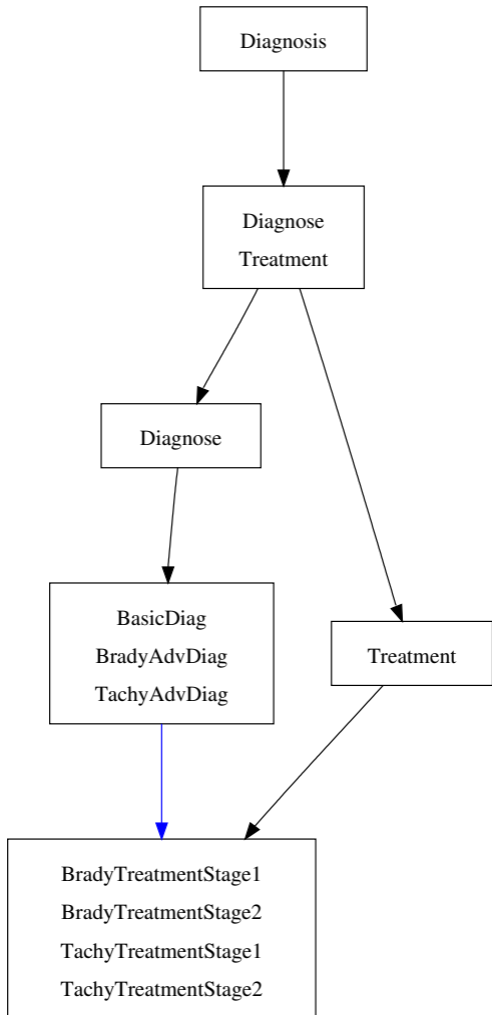 Diagnosis
Diagnose
Treatment
Diagnose
BasicDiag
BradyAdvDiag
TachyAdvDiag
Treatment
BradyTreatmentStage1
BradyTreatmentStage2
TachyTreatmentStage1
TachyTreatmentStage2